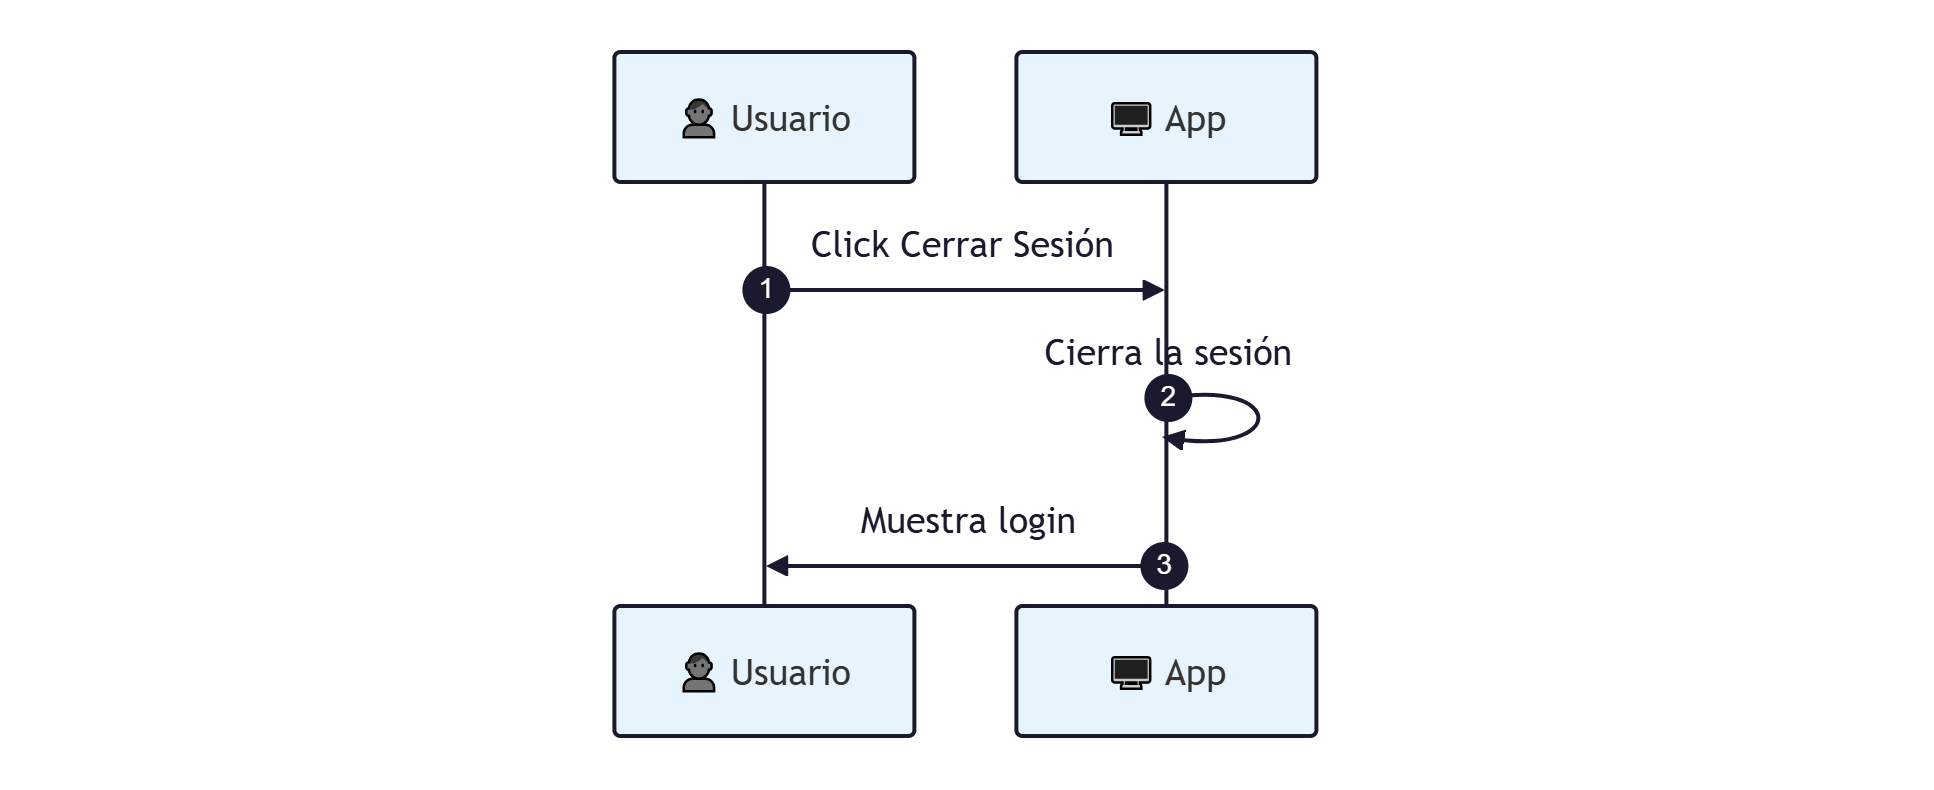 Usuario
App
Click Cerrar Sesión
1
Cierra la sesión
2
Muestra login
3
Usuario
App